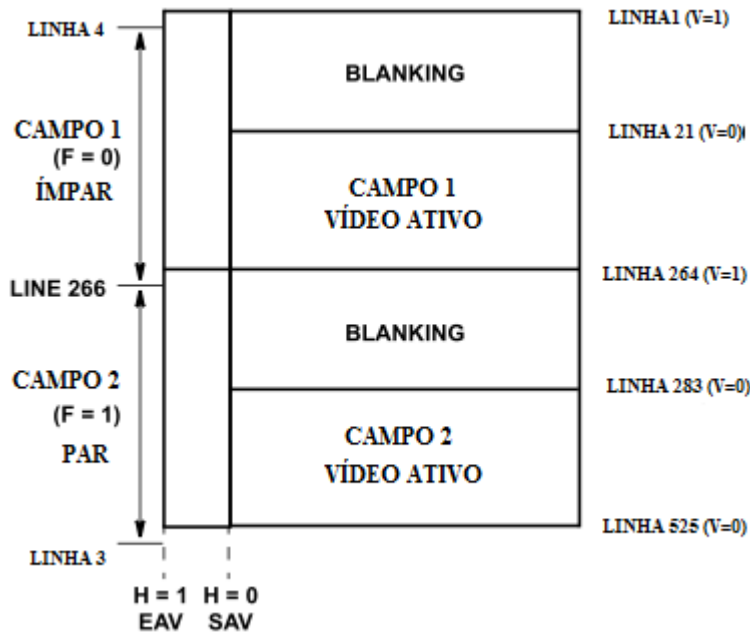 LINHA 4
LINHA1 (V=1)
BLANKING
CAMPO 1
(F = 0)
ÍMPAR
LINHA 21 (V=0)
CAMPO 1
VÍDEO ATIVO
LINE 266
LINHA 264 (V=1)
BLANKING
CAMPO 2
(F = 1)
PAR
LINHA 283 (V=0)
CAMPO 2
VÍDEO ATIVO
LINHA 525 (V=0)
LINHA 3
H = 1 H = 0
EAV SAV